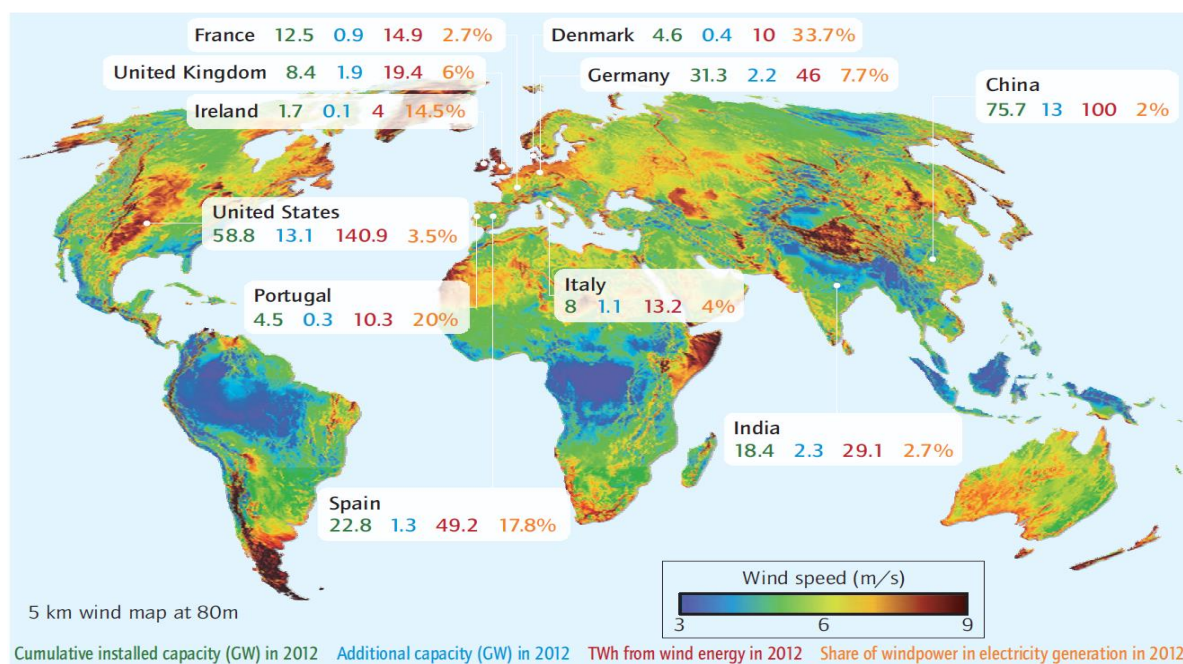 France 12.5 0.9 14.9 2.7%
Denmark 4.6 0.4 10 33.7%
United Kingdom 8.4 1.9 19.4 6%
Germany 31.3 2.2 46 7.7%
China
75.7 13 100 2%
Ireland 1.7 0.1 4 14.5%
United States
58.8 13.1 140.9 3.5%
Portugal
4.5 0.3 10.3 20%
Italy
8 1.1 13.2 4%
India
18.4 2.3 29.1 2.7%
Spain
22.8 1.3 49.2 17.8%
Wind speed (m/s)
3 6 9
5 km wind map at 80m
Cumulative installed capacity (GW) in 2012 Additional capacity (GW) in 2012 TWh from wind energy in 2012 Share of windpower in electricity generation in 2012